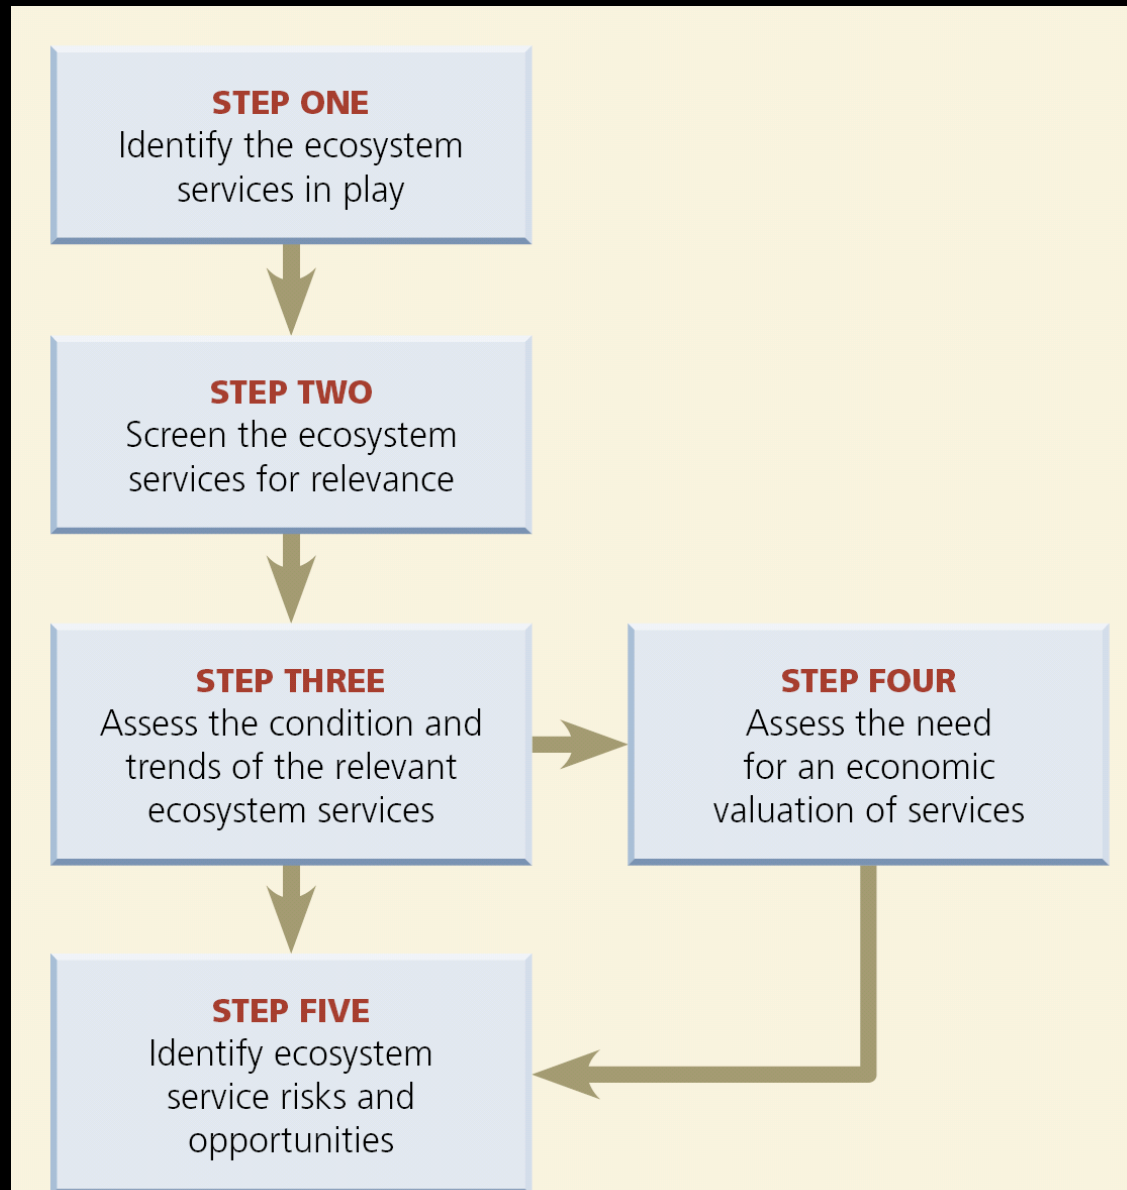 STEP ONE
Identify the ecosystem
services in play
STEP TWO
Screen the ecosystem
services for relevance
STEP THREE
Assess the condition and
trends of the relevant
ecosystem services
STEP FOUR
Assess the need
for an economic
valuation of services
STEP FIVE
Identify ecosystem
service risks and
opportunities